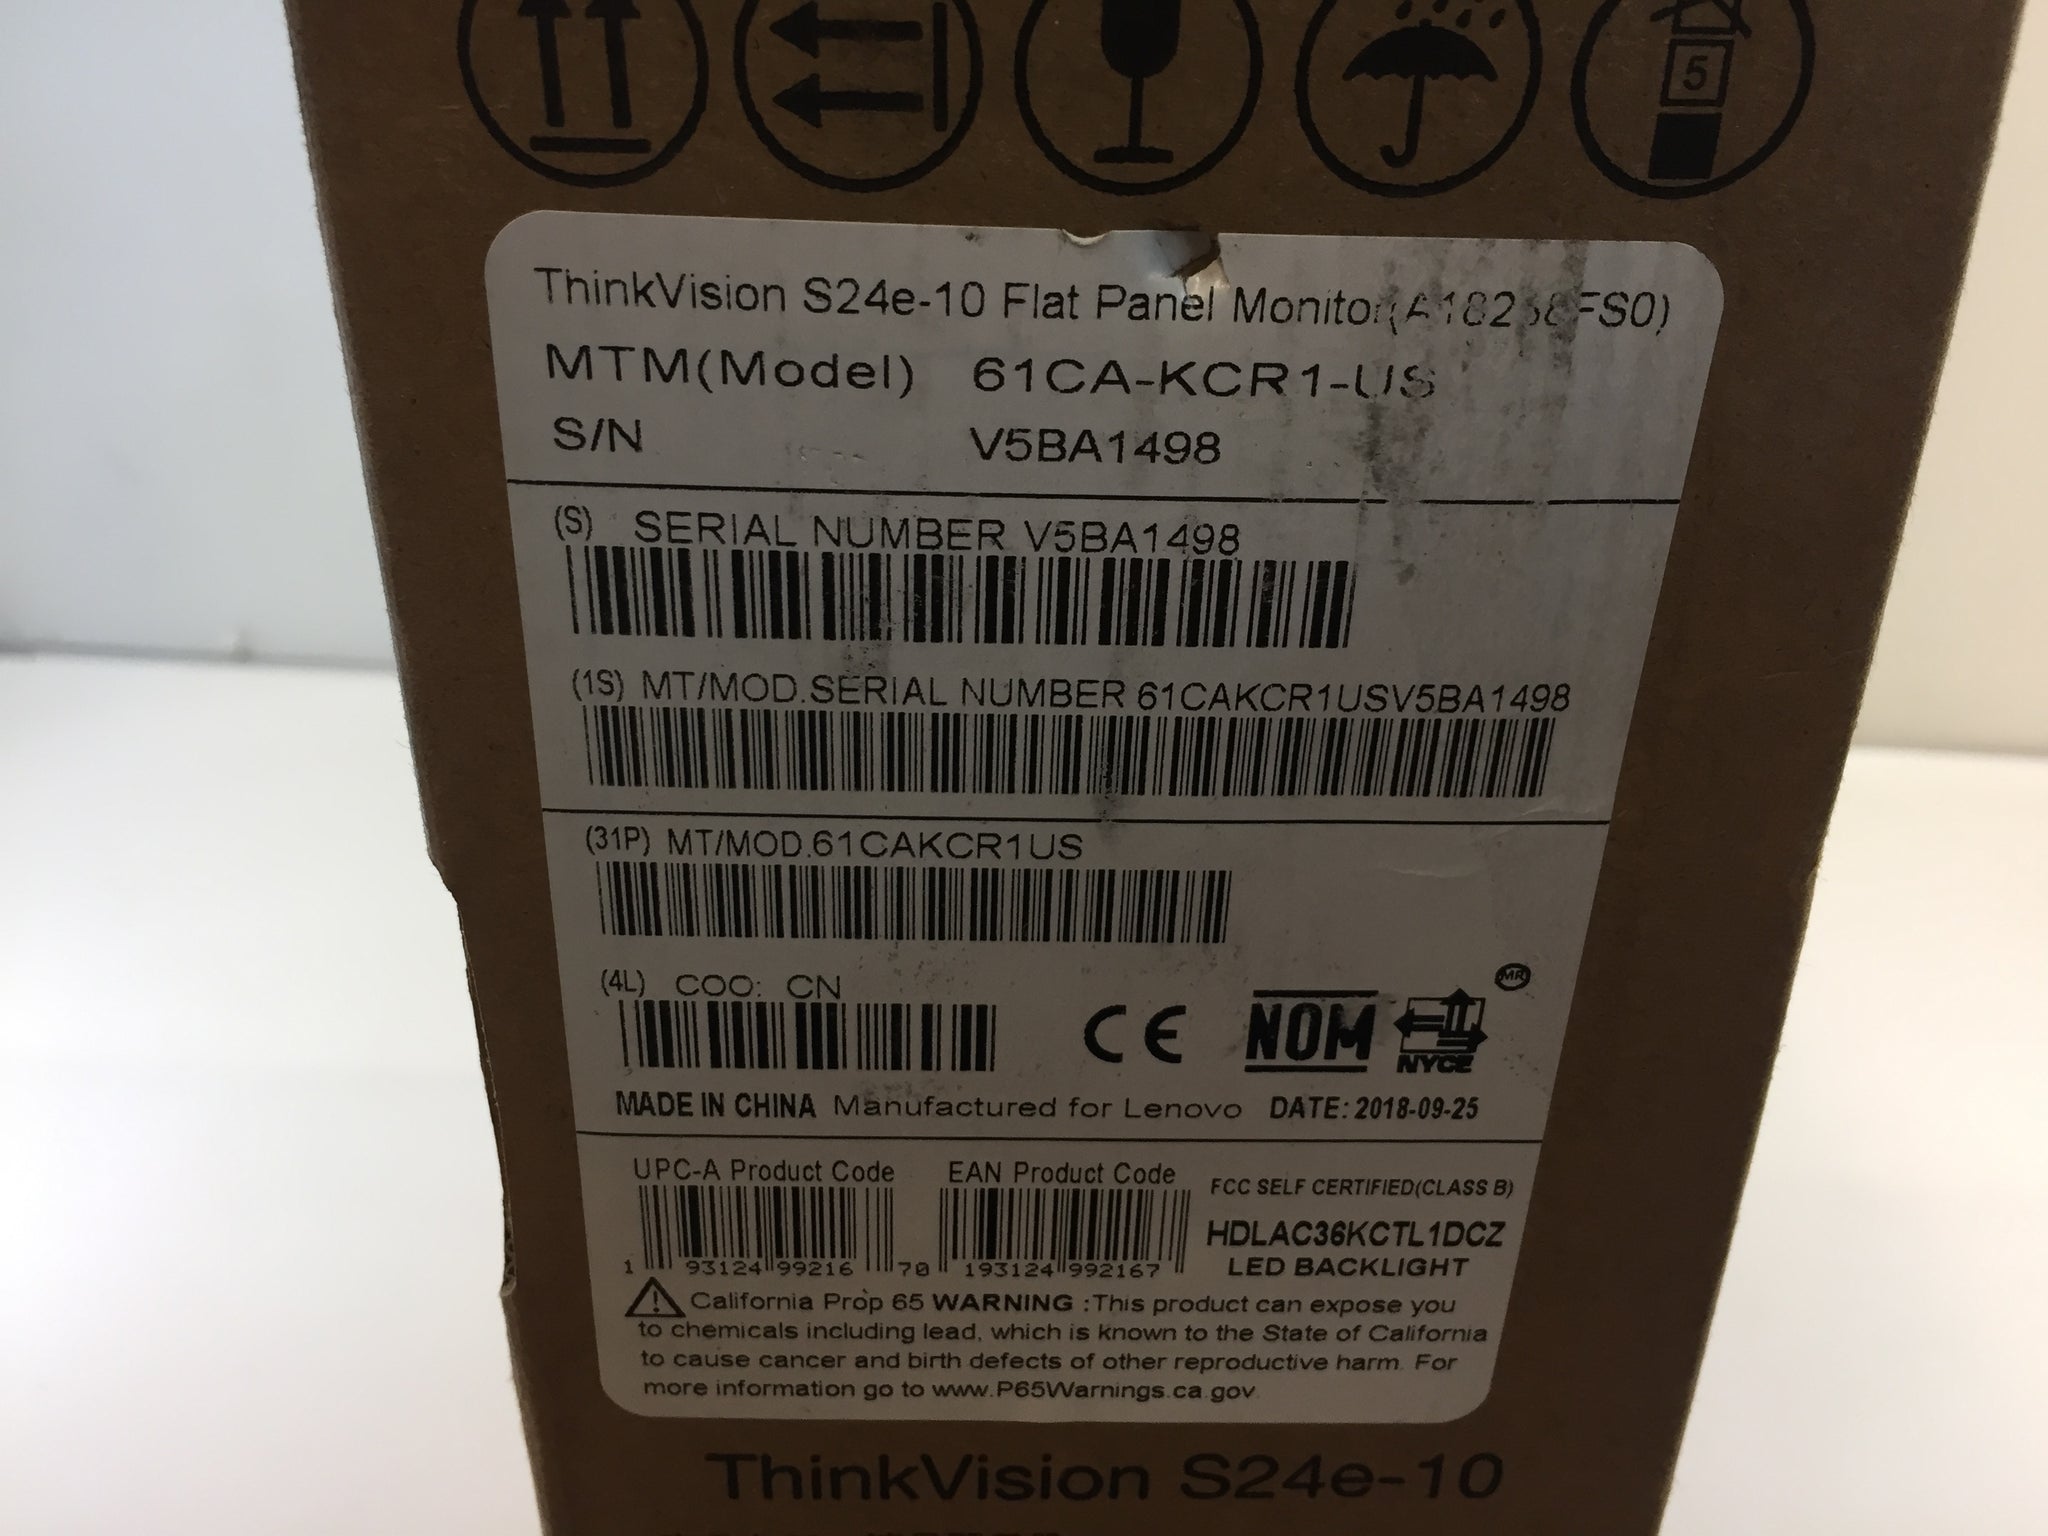 5
ThinkVision S24e-10 Flat Panel Monitor
MTM(Model) 61CA-KCR1-US
S/N V5BA1498
(S) SERIAL NUMBER V5BA1498
(1S) MT/MOD.SERIAL NUMBER 61CAKCR1USV5BA1498
(31P) MT/MOD.61CAKCR1US
(4L) COO: CN
CE NOM NYCE MR
MADE IN CHINA Manufactured for Lenovo DATE: 2018-09-25
UPC-A Product Code EAN Product Code
FCC SELF CERTIFIED(CLASS B)
HDLAC36KCTL1DCZ
LED BACKLIGHT
1 93124 99216 70 193124 992167
California Prop 65 WARNING :This product can expose you
to chemicals including lead, which is known to the State of California
to cause cancer and birth defects of other reproductive harm. For
more information go to www.P65Warnings.ca.gov
ThinkVision S24e-10